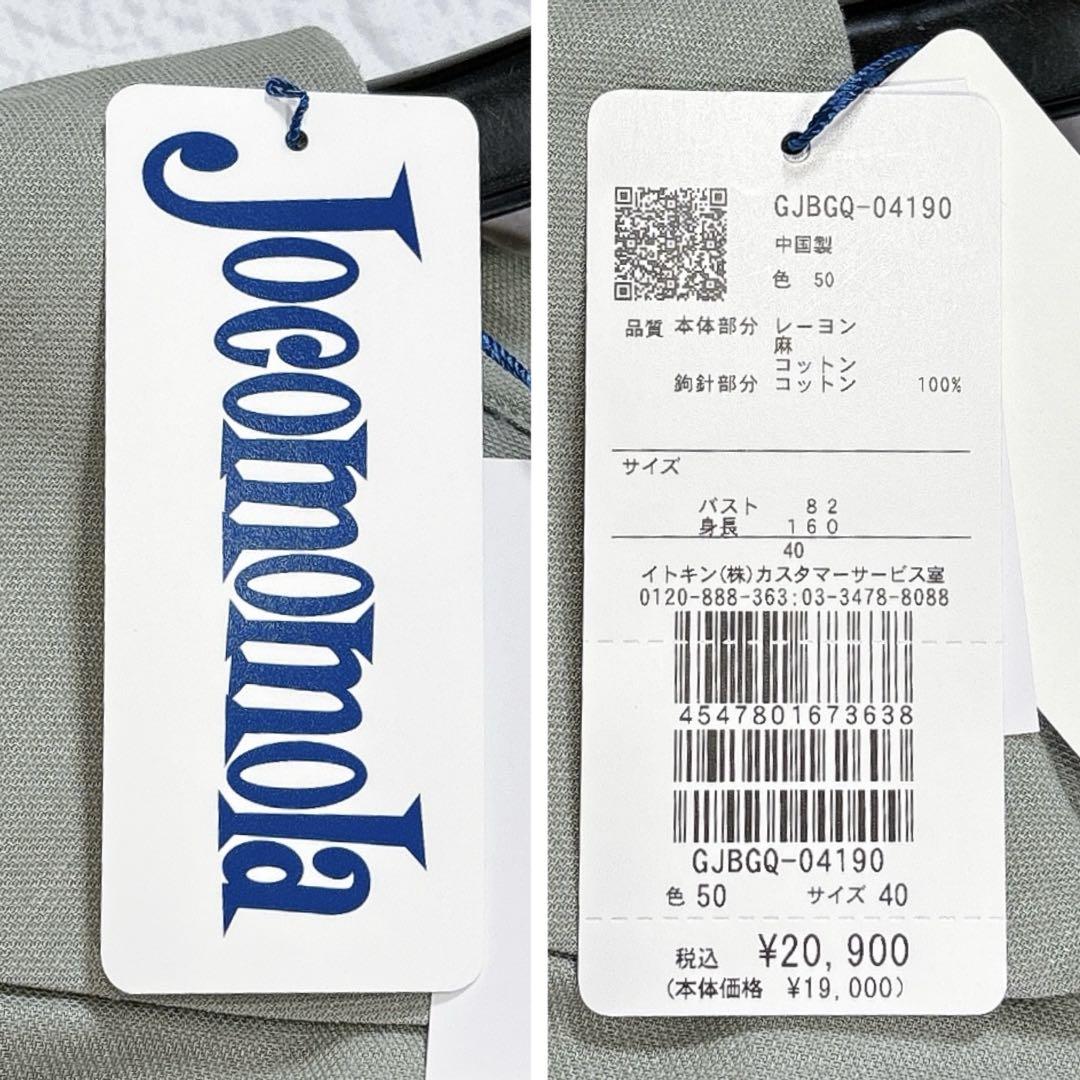 Jocomomola
GJBGQ-04190
中国製
色 50
品質 本体部分 レーヨン
麻
コットン
鉤針部分 コットン 100%
サイズ
バスト 82
身長 160
40
イトキン(株)カスタマーサービス室
0120-888-363:03-3478-8088
4547801673638
GJBGQ-04190
色 50 サイズ 40
税込 ¥20,900
(本体価格 ¥19,000)